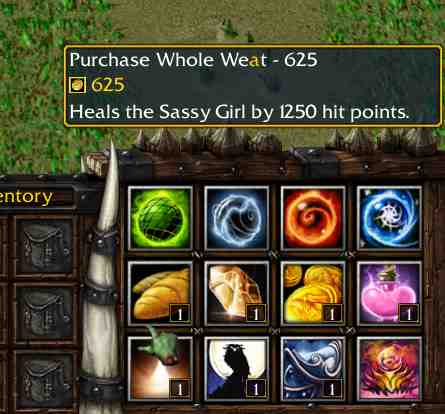 Purchase Whole Weat - 625
625
Heals the Sassy Girl by 1250 hit points.
entory
1 1 1 1
1 1 1